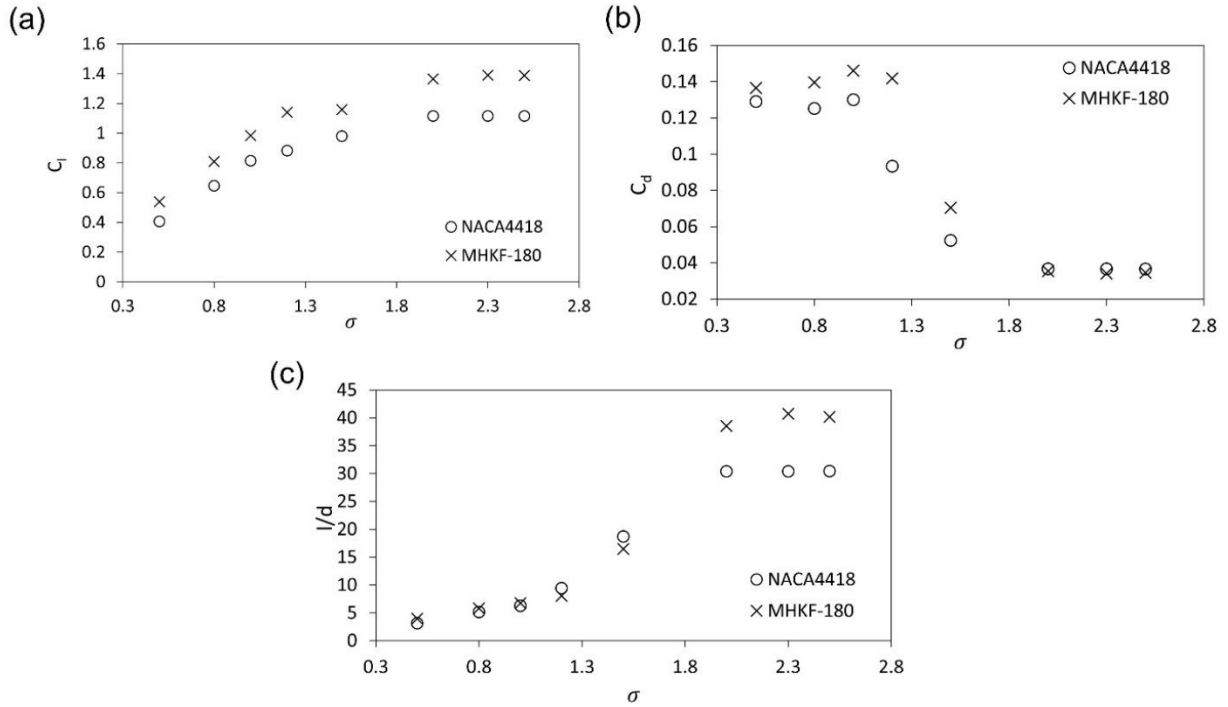 (a)
1.6
1.4
1.2
1
0.8
0.6
0.4
0.2
0
C_l
0.3 0.8 1.3 1.8 2.3 2.8
σ
NACA4418
MHKF-180
(b)
0.16
0.14
0.12
0.1
0.08
0.06
0.04
0.02
C_d
0.3 0.8 1.3 1.8 2.3 2.8
σ
NACA4418
MHKF-180
(c)
45
40
35
30
25
20
15
10
5
0
l/d
0.3 0.8 1.3 1.8 2.3 2.8
σ
NACA4418
MHKF-180